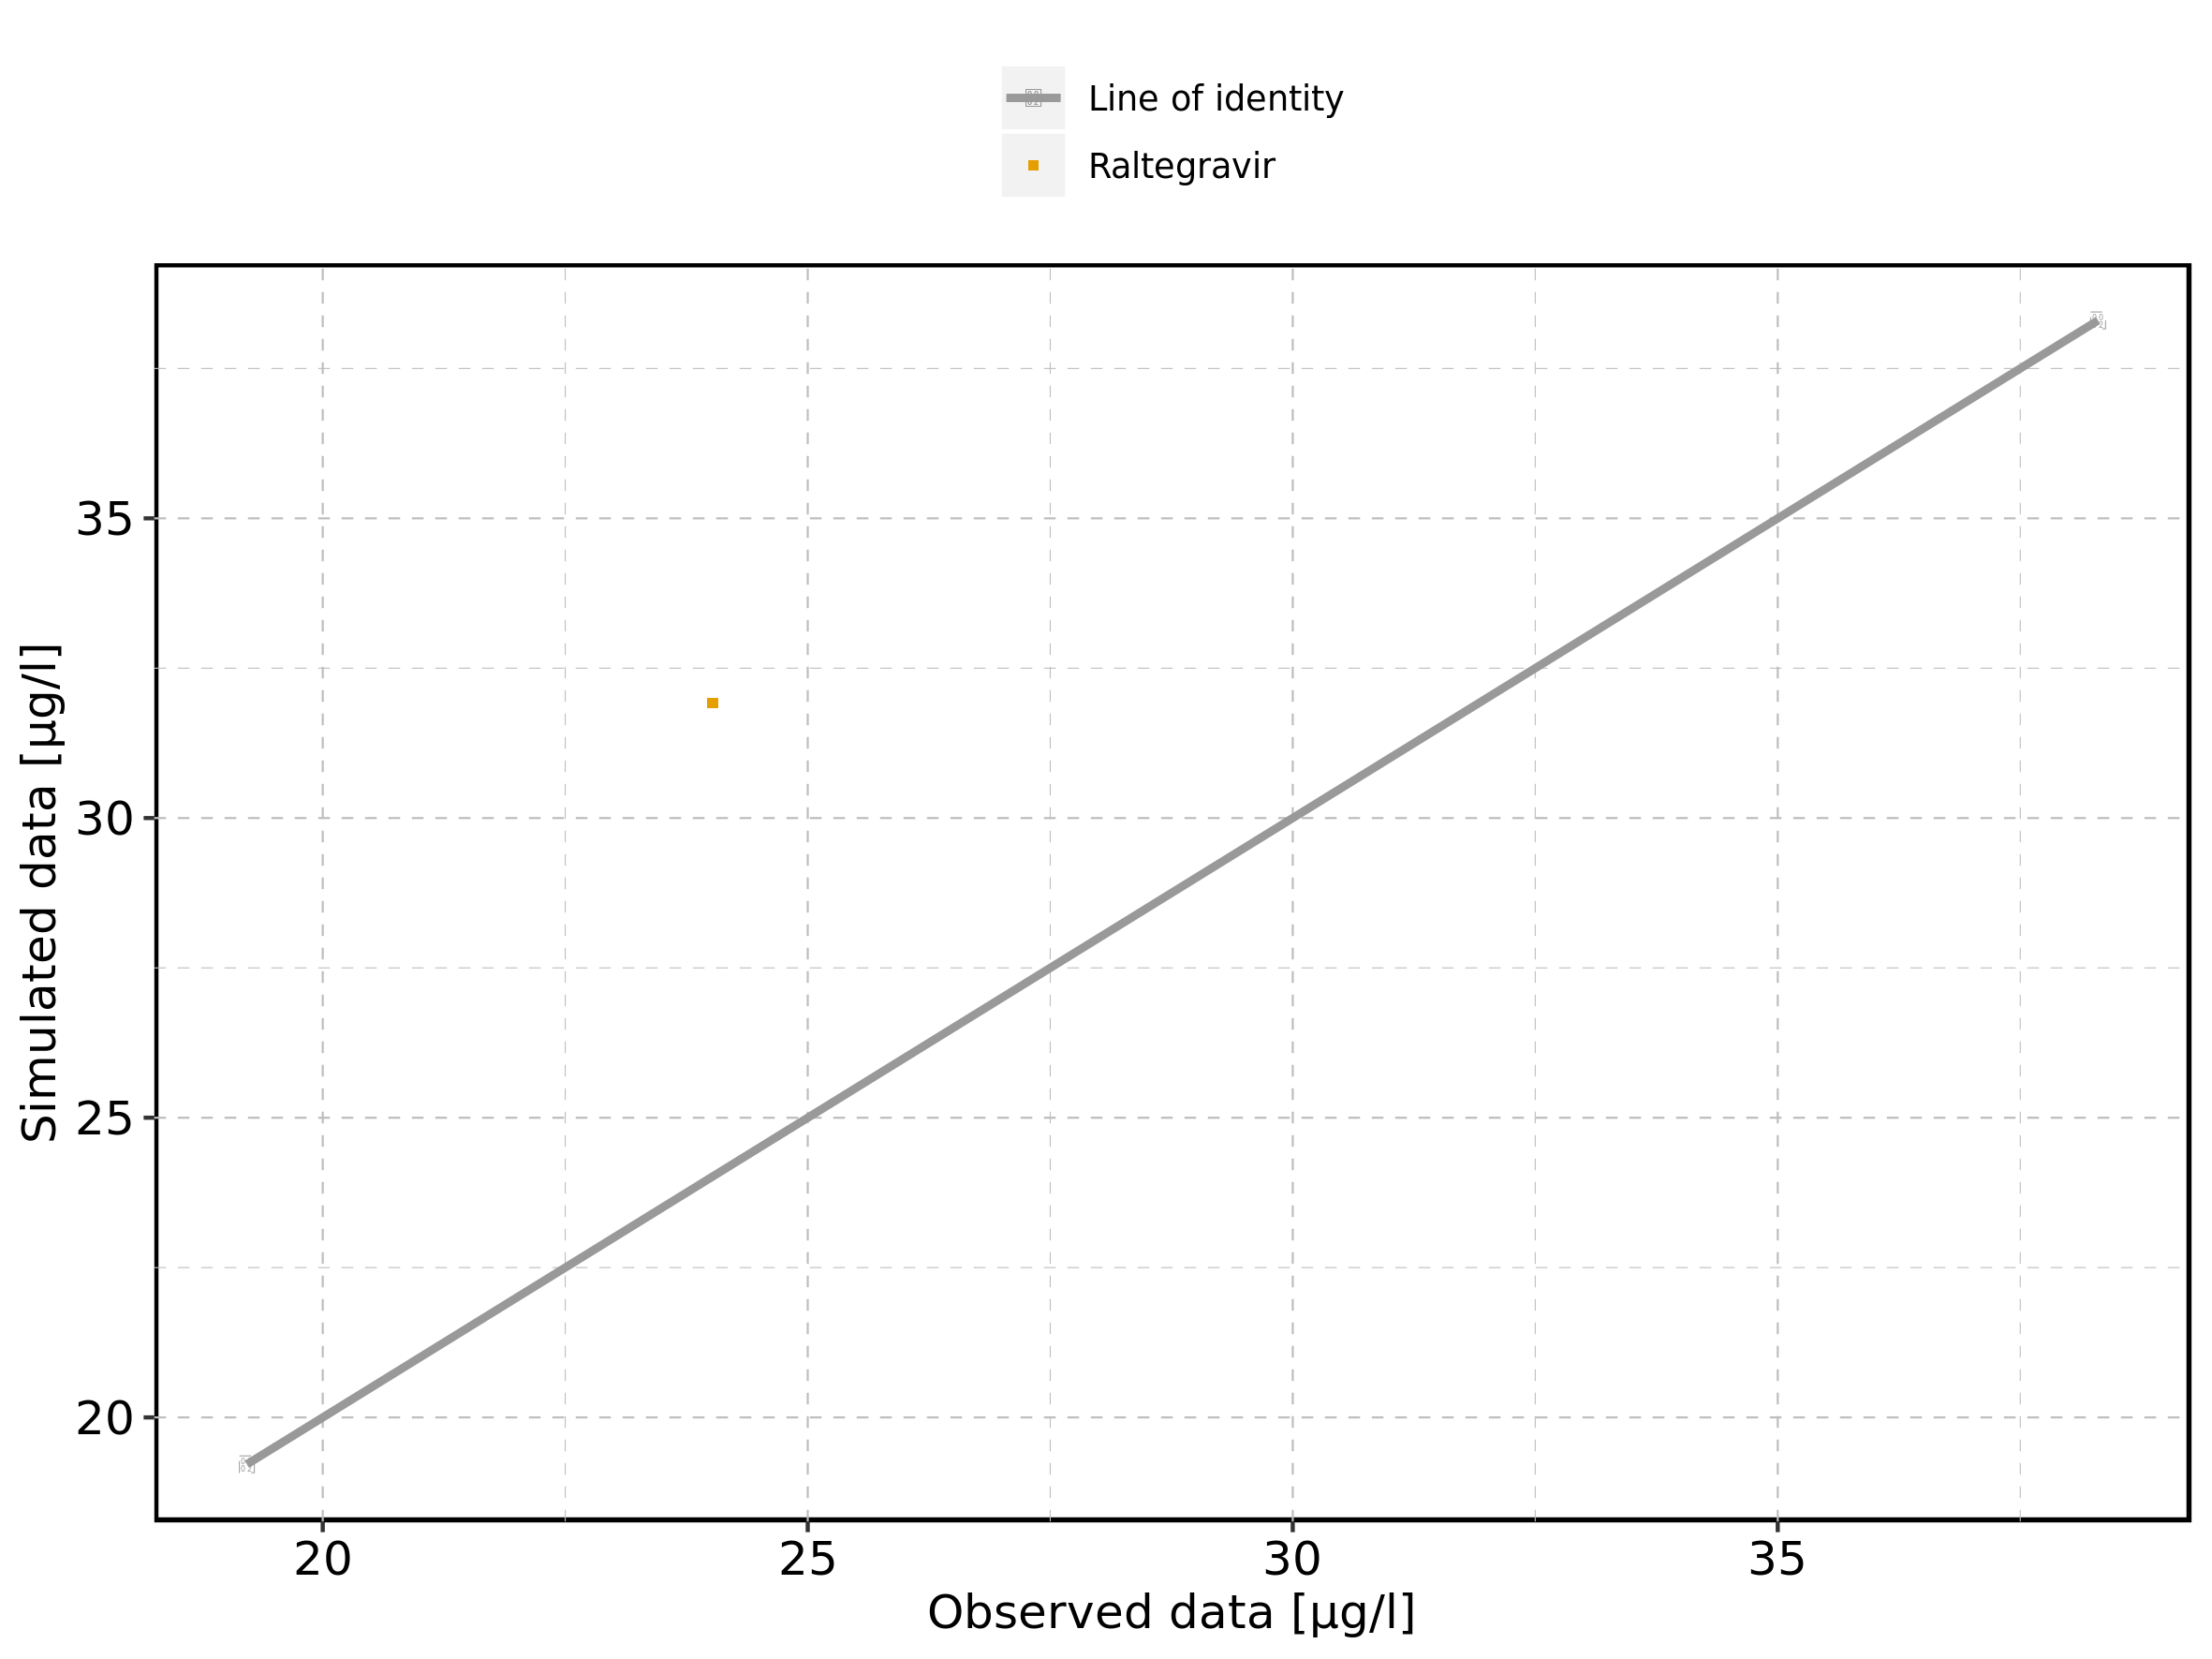 Line of identity
Raltegravir
Simulated data [µg/l]
35
30
25
20
20 25 30 35
Observed data [µg/l]